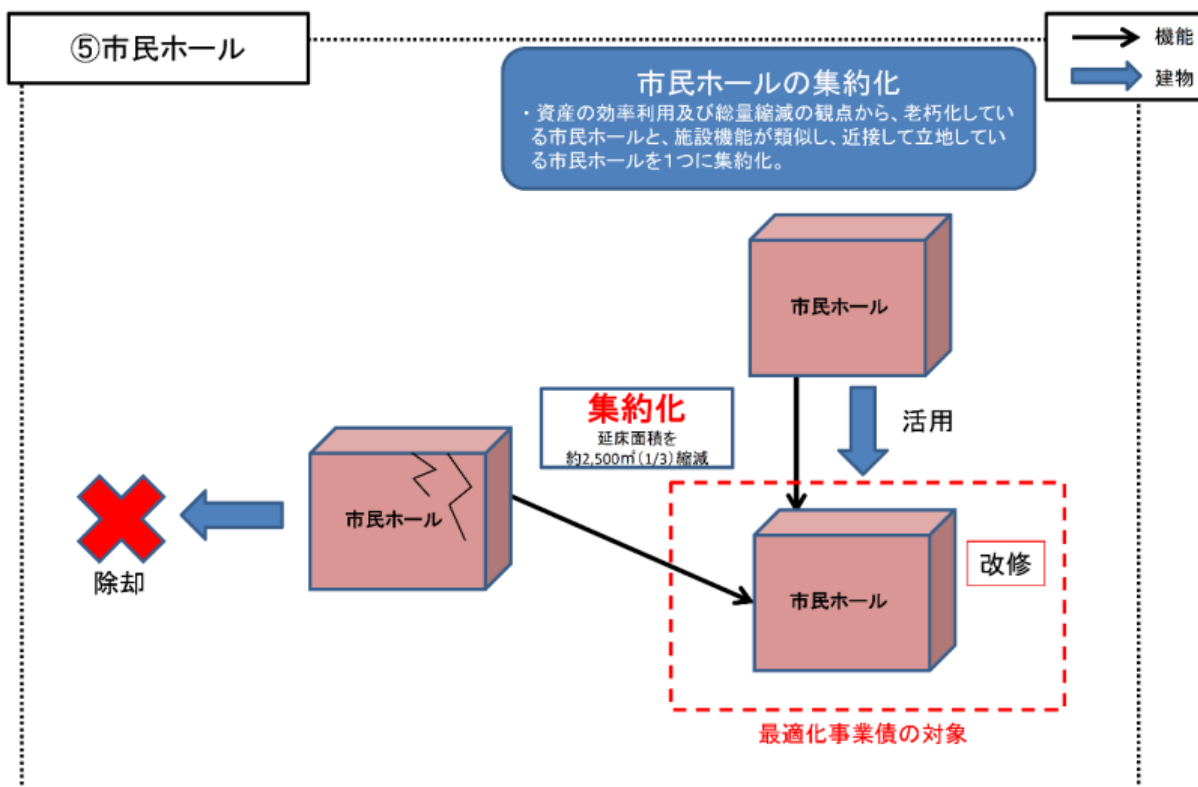 ⑤市民ホール
機能
建物
市民ホールの集約化
・資産の効率利用及び総量縮減の観点から、老朽化してい
る市民ホールと、施設機能が類似し、近接して立地してい
る市民ホールを１つに集約化。
市民ホール
集約化
延床面積を
約2,500㎡(1/3)縮減
活用
市民ホール
除却
市民ホール
改修
最適化事業債の対象